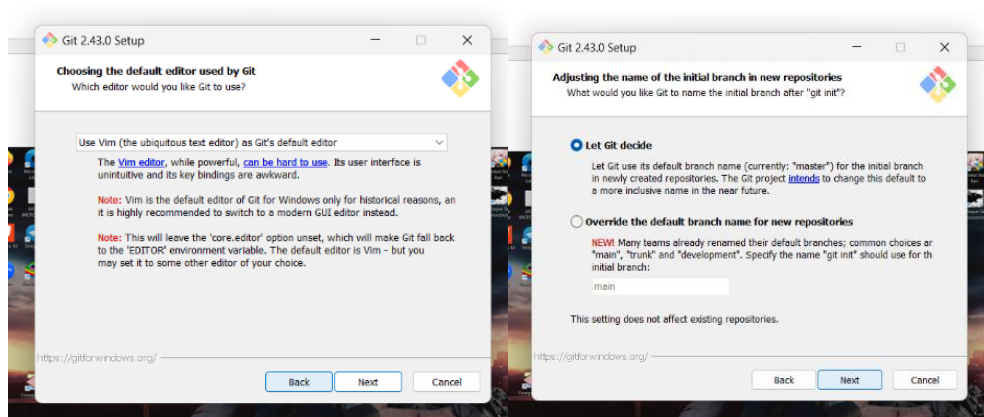 Git 2.43.0 Setup
Choosing the default editor used by Git
Which editor would you like Git to use?
Use Vim (the ubiquitous text editor) as Git's default editor
The Vim editor, while powerful, can be hard to use. Its user interface is
unintuitive and its key bindings are awkward.
Note: Vim is the default editor of Git for Windows only for historical reasons, an
it is highly recommended to switch to a modern GUI editor instead.
Note: This will leave the 'core.editor' option unset, which will make Git fall back
to the 'EDITOR' environment variable. The default editor is Vim - but you
may set it to some other editor of your choice.
https://gitforwindows.org/
Back
Next
Cancel
Git 2.43.0 Setup
Adjusting the name of the initial branch in new repositories
What would you like Git to name the initial branch after "git init"?
Let Git decide
Let Git use its default branch name (currently: "master") for the initial branch
in newly created repositories. The Git project intends to change this default to
a more inclusive name in the near future.
Override the default branch name for new repositories
NEW! Many teams already renamed their default branches; common choices ar
"main", "trunk" and "development". Specify the name "git init" should use for th
initial branch:
main
This setting does not affect existing repositories.
https://gitforwindows.org/
Back
Next
Cancel